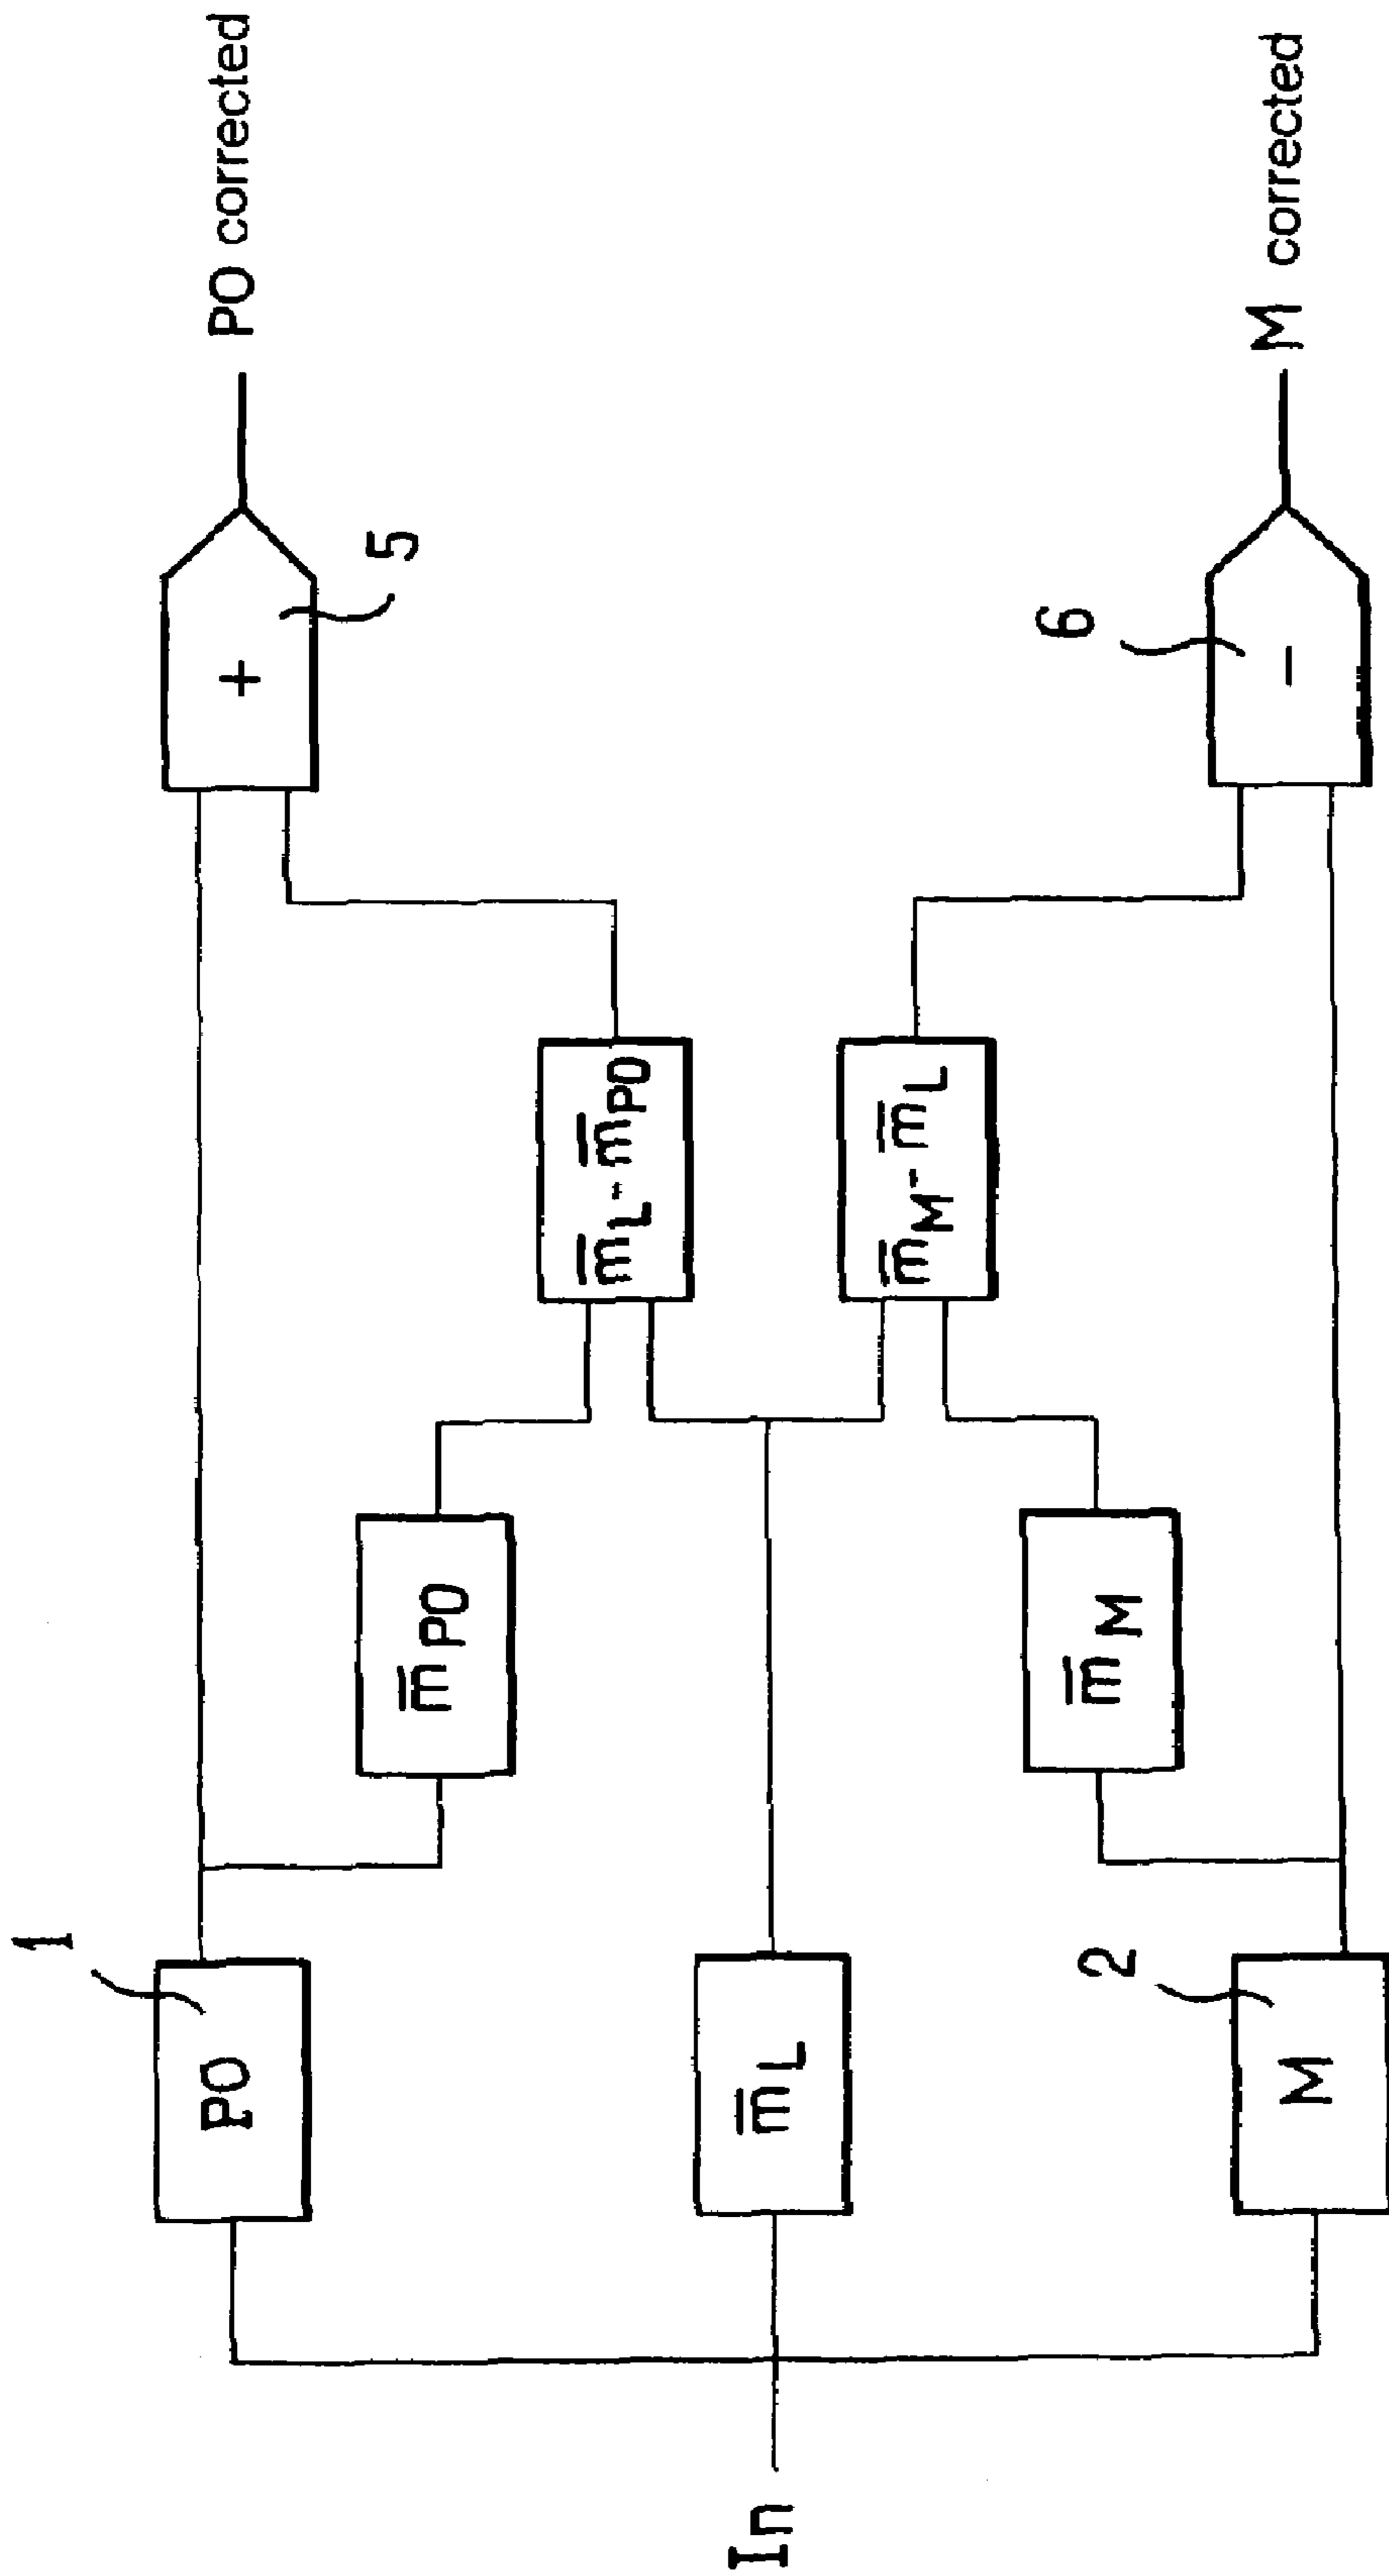 PO corrected
+
5
1
PO
m̄PO
m̄L - m̄PO
In
m̄L
m̄M - m̄L
m̄M
2
M
6
-
M corrected